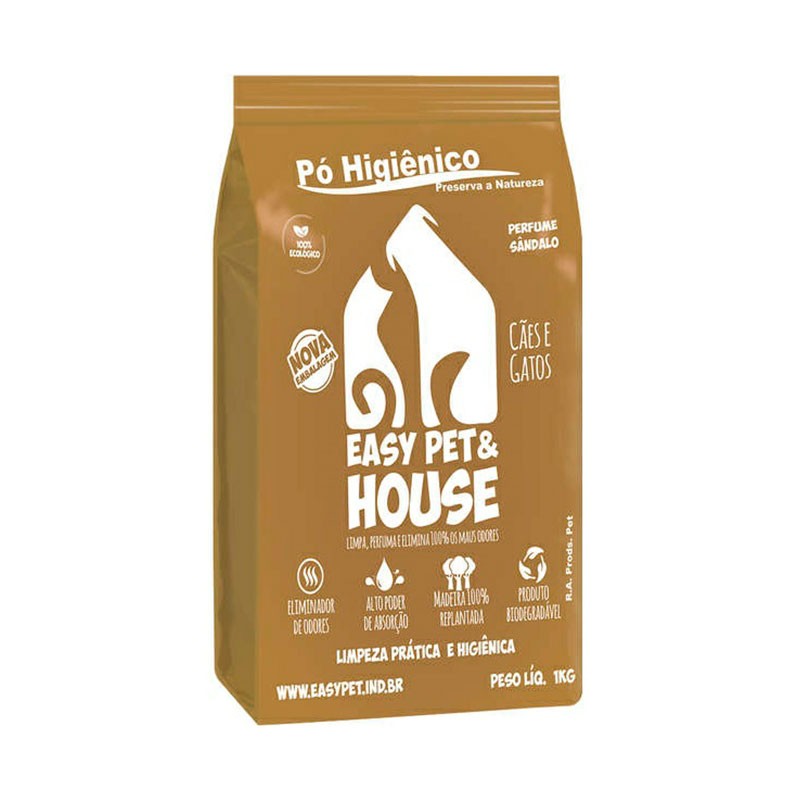 Pó Higiênico
Preserva a Natureza
100%
ECOLÓGICO
PERFUME
SÂNDALO
NOVA
EMBALAGEM
CÃES E
GATOS
EASY PET &
HOUSE
LIMPA, PERFUMA E ELIMINA 100% OS MAUS ODORES
ELIMINADOR
DE ODORES
ALTO PODER
DE ABSORÇÃO
MADEIRA 100%
REPLANTADA
PRODUTO
BIODEGRADÁVEL
R.A. Prods. Pet
LIMPEZA PRÁTICA E HIGIÊNICA
WWW.EASYPET.IND.BR
PESO LÍQ. 1KG